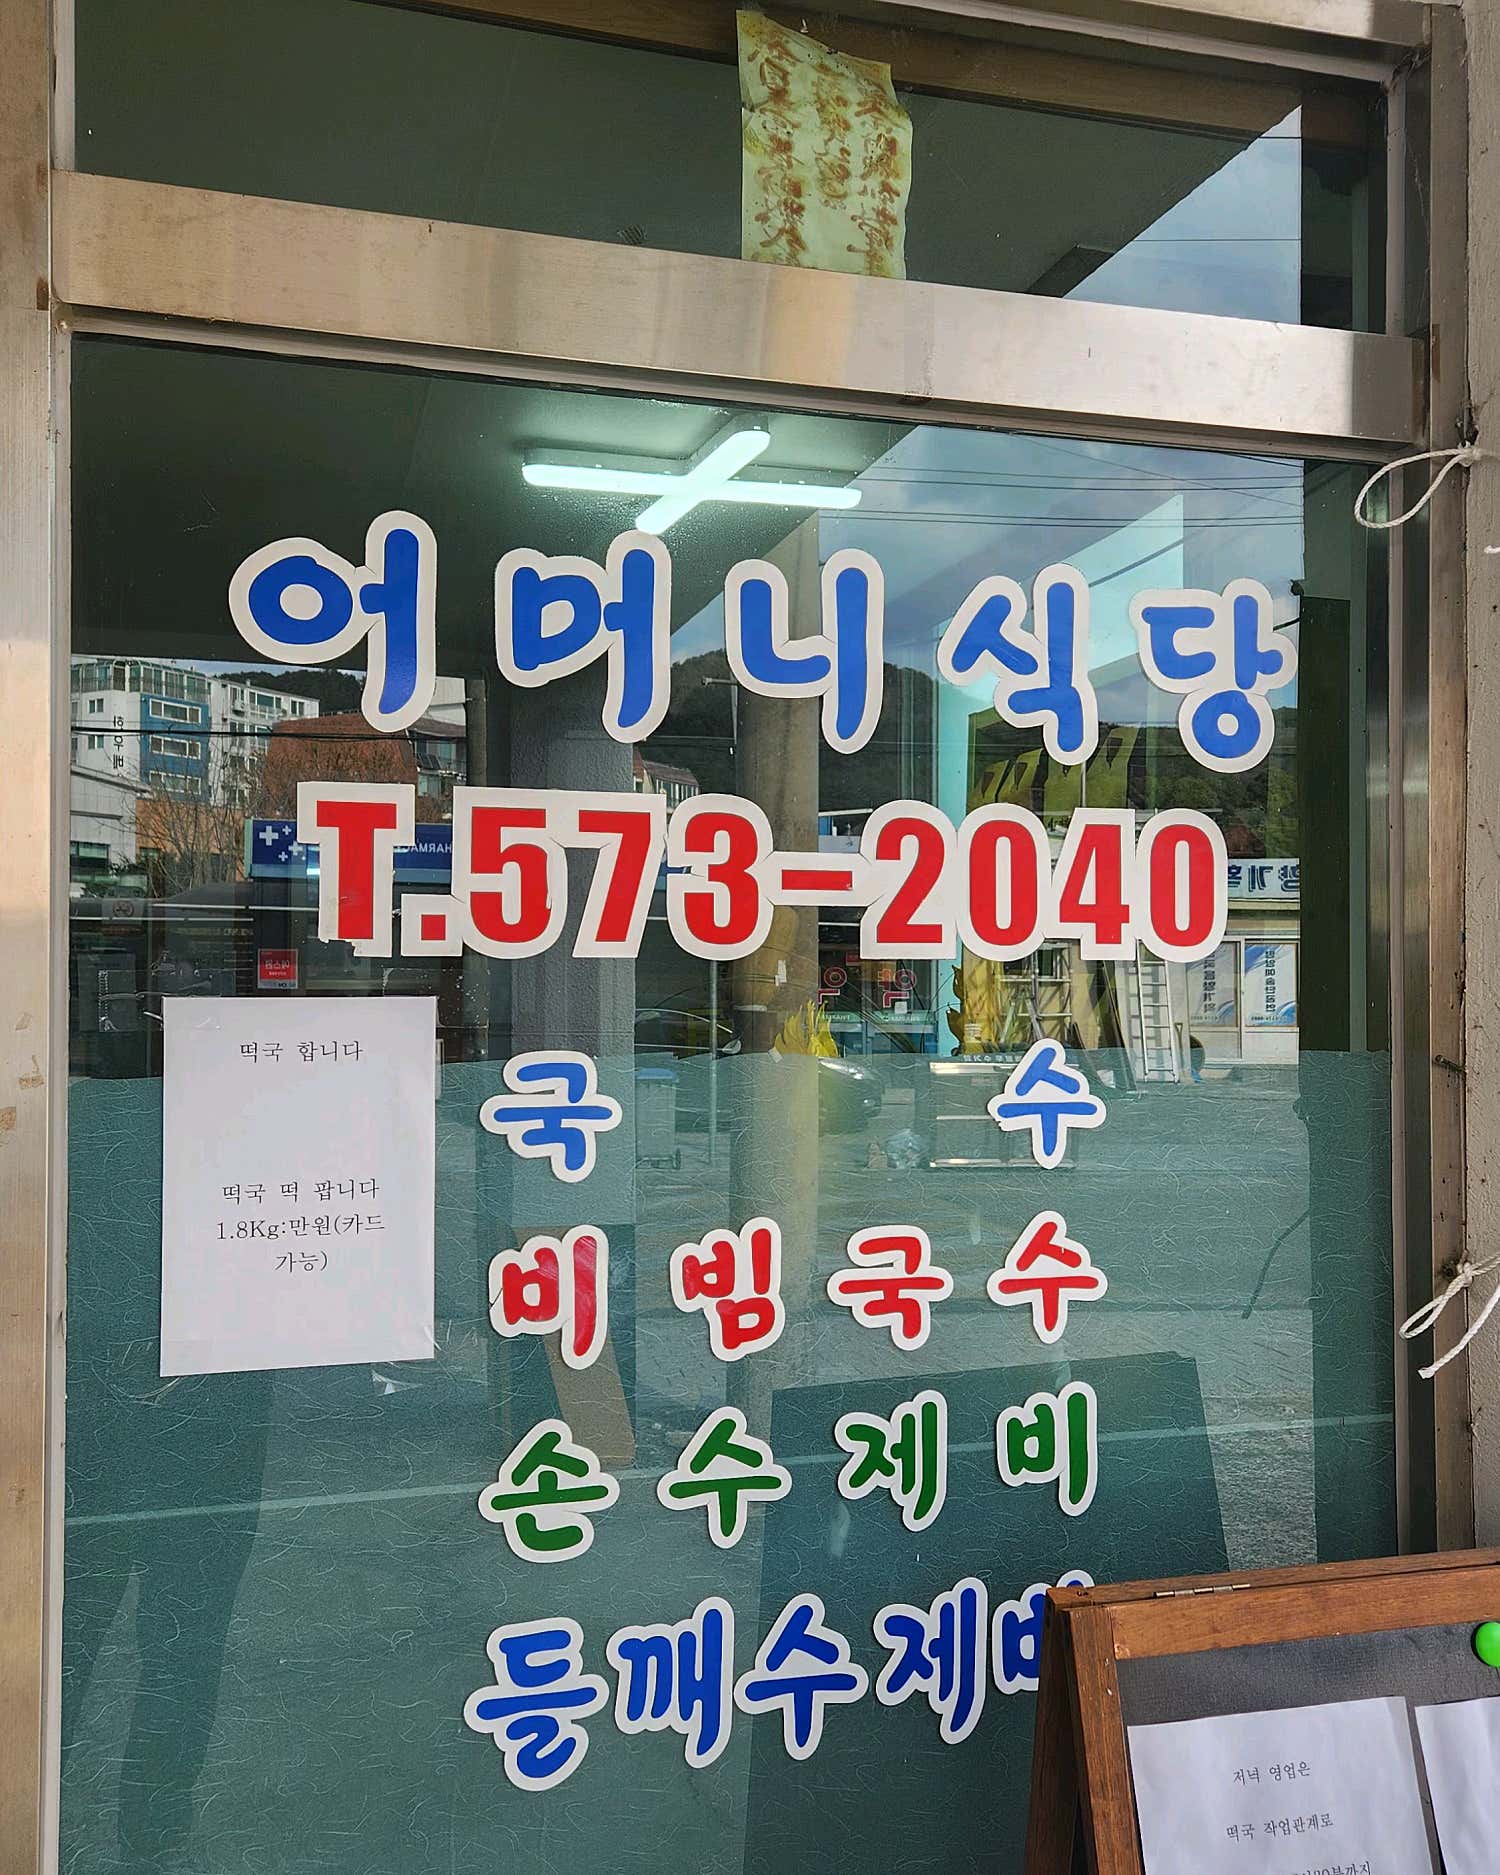 어머니식당
T.573-2040
떡국 합니다
떡국 떡 팝니다
1.8Kg:만원(카드
가능)
국 수
비빔국수
손수제비
들깨수제비
저녁 영업은
떡국 작업관계로